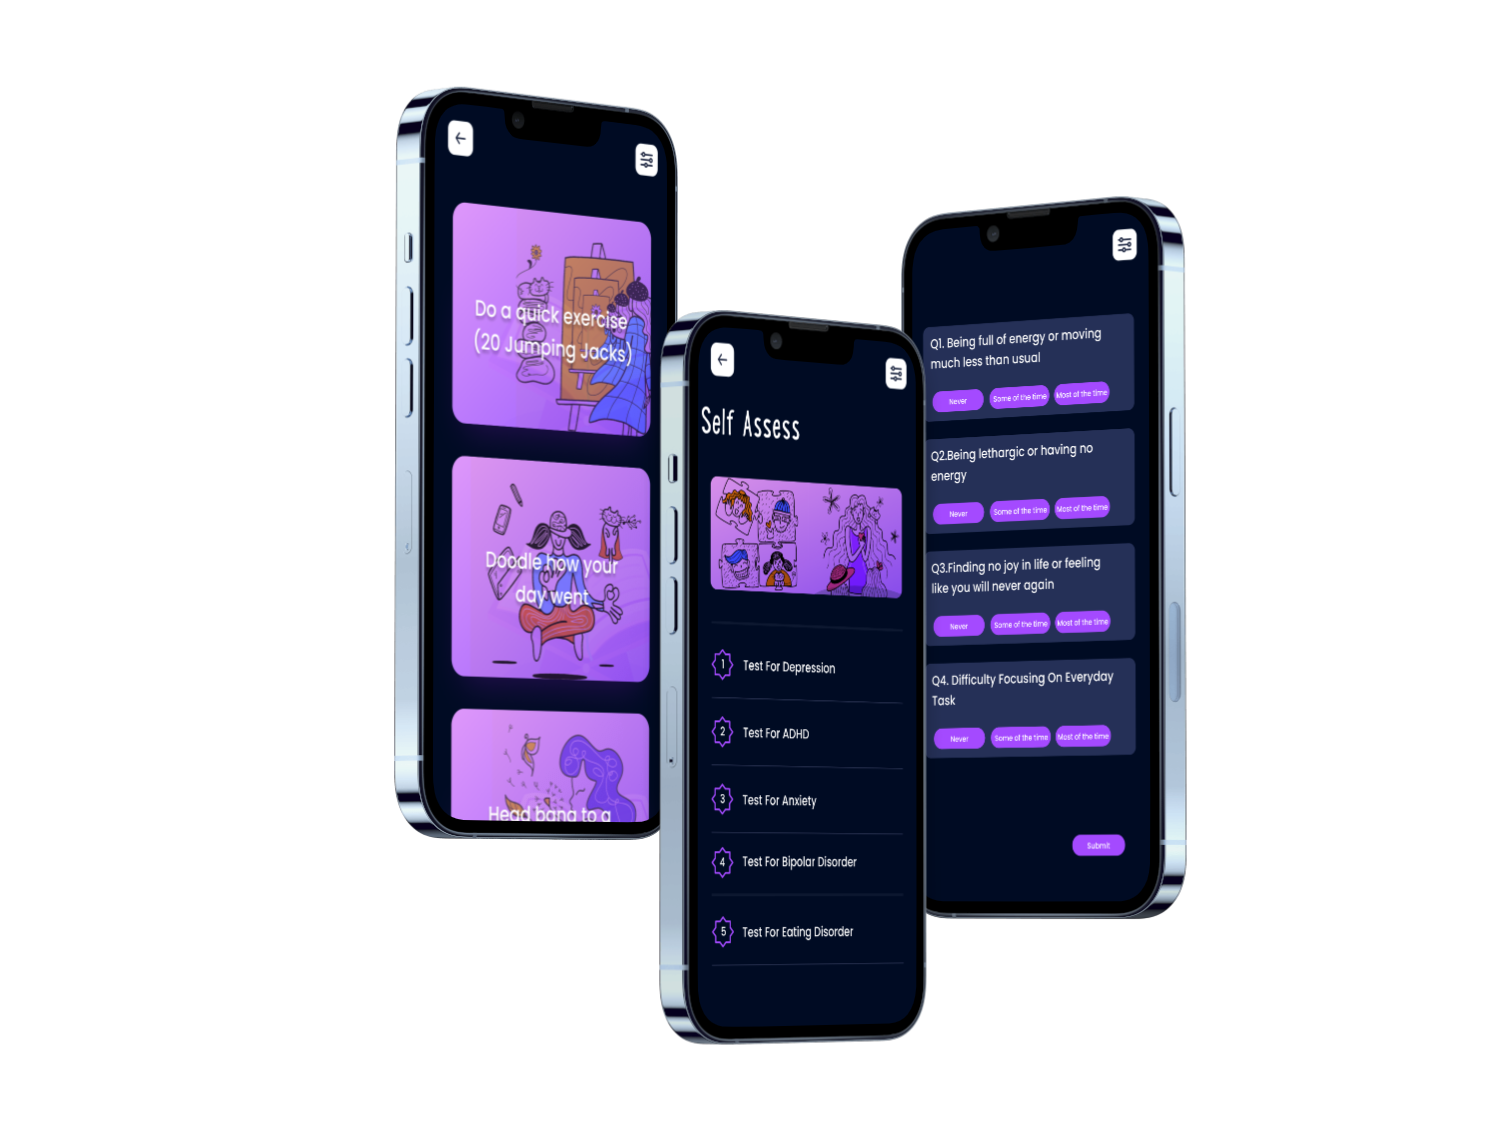 Do a quick exercise
(20 Jumping Jacks)
Doodle how your
day went
Head bang to a
Self Assess
1 Test For Depression
2 Test For ADHD
3 Test For Anxiety
4 Test For Bipolar Disorder
5 Test For Eating Disorder
Q1. Being full of energy or moving
much less than usual
Never Some of the time Most of the time
Q2.Being lethargic or having no
energy
Never Some of the time Most of the time
Q3.Finding no joy in life or feeling
like you will never again
Never Some of the time Most of the time
Q4. Difficulty Focusing On Everyday
Task
Never Some of the time Most of the time
Submit